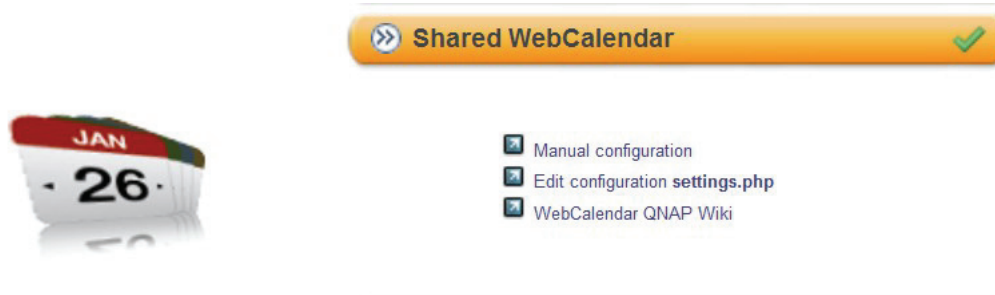 Shared WebCalendar
JAN
26
Manual configuration
Edit configuration settings.php
WebCalendar QNAP Wiki